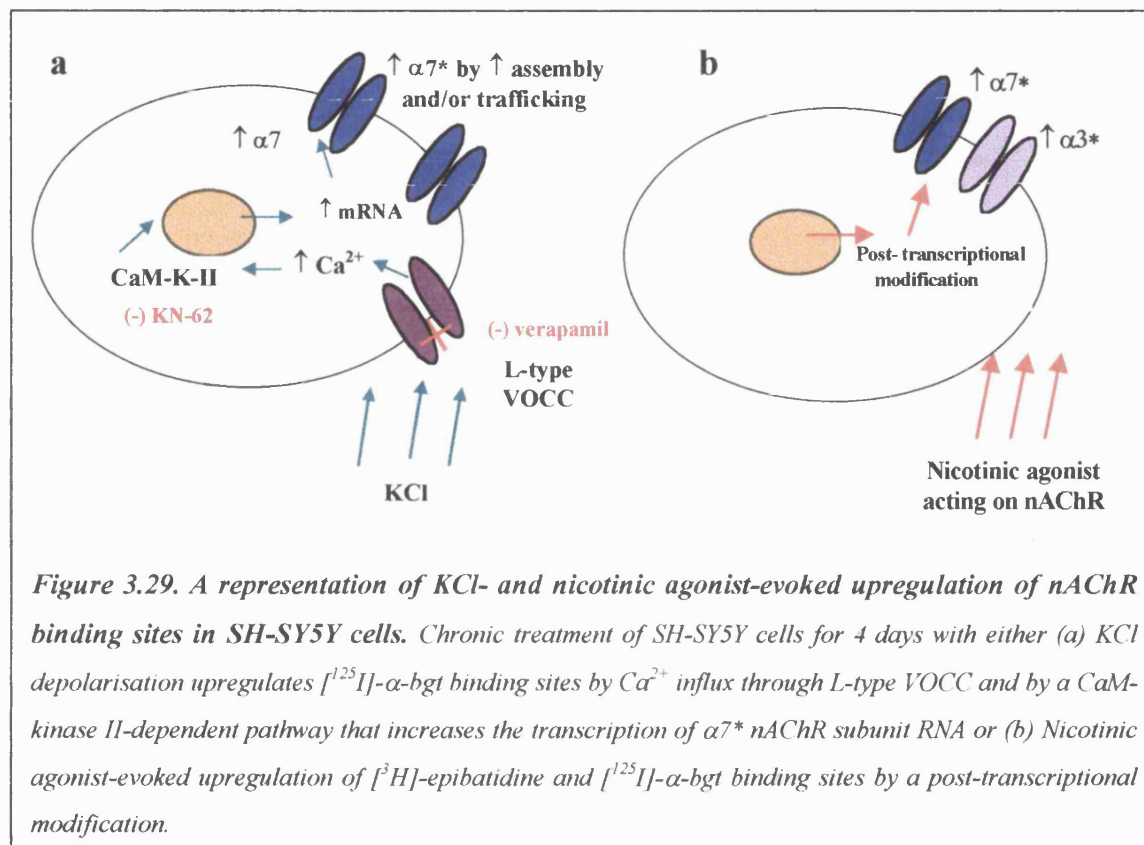 a
↑ α7* by ↑ assembly
and/or trafficking
↑ α7
↑ mRNA
↑ Ca²⁺
CaM-K-II
(-) KN-62
(-) verapamil
L-type
VOCC
KCl
b
↑ α7*
↑ α3*
Post- transcriptional
modification
Nicotinic agonist
acting on nAChR
Figure 3.29. A representation of KCl- and nicotinic agonist-evoked upregulation of nAChR
binding sites in SH-SY5Y cells. Chronic treatment of SH-SY5Y cells for 4 days with either (a) KCl
depolarisation upregulates [¹²⁵I]-α-bgt binding sites by Ca²⁺ influx through L-type VOCC and by a CaM-
kinase II-dependent pathway that increases the transcription of α7* nAChR subunit RNA or (b) Nicotinic
agonist-evoked upregulation of [³H]-epibatidine and [¹²⁵I]-α-bgt binding sites by a post-transcriptional
modification.